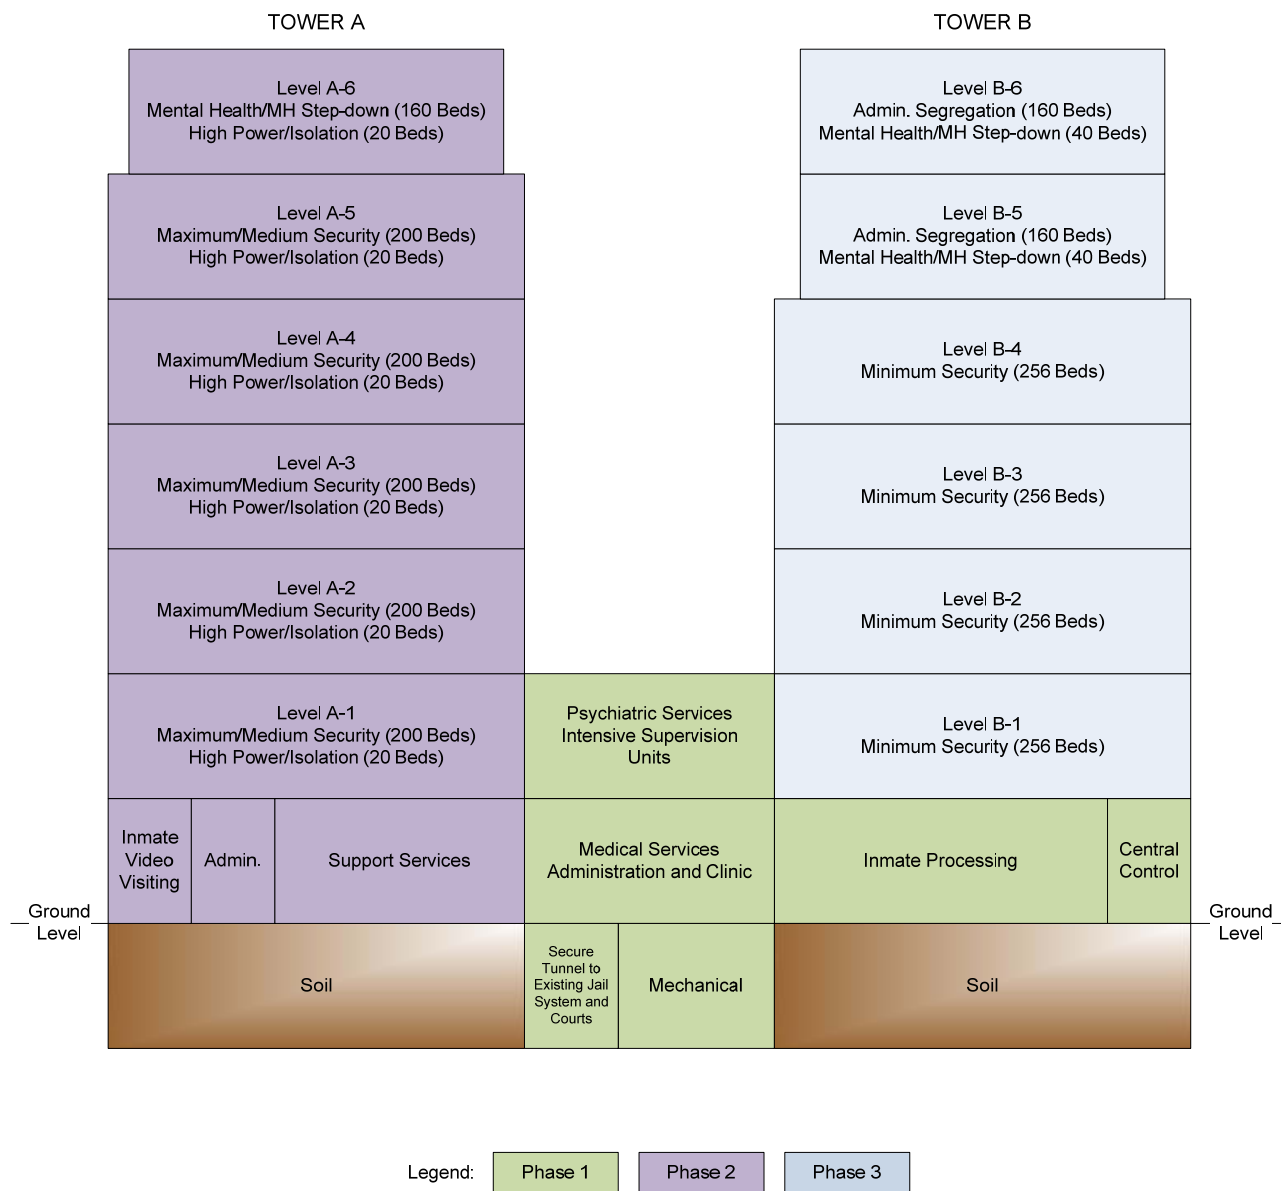 TOWER A
Level A-6
Mental Health/MH Step-down (160 Beds)
High Power/Isolation (20 Beds)
Level A-5
Maximum/Medium Security (200 Beds)
High Power/Isolation (20 Beds)
Level A-4
Maximum/Medium Security (200 Beds)
High Power/Isolation (20 Beds)
Level A-3
Maximum/Medium Security (200 Beds)
High Power/Isolation (20 Beds)
Level A-2
Maximum/Medium Security (200 Beds)
High Power/Isolation (20 Beds)
Level A-1
Maximum/Medium Security (200 Beds)
High Power/Isolation (20 Beds)
Inmate
Video
Visiting
Admin.
Support Services
Ground
Level
Soil
Psychiatric Services
Intensive Supervision
Units
Medical Services
Administration and Clinic
Secure
Tunnel to
Existing Jail
System and
Courts
Mechanical
TOWER B
Level B-6
Admin. Segregation (160 Beds)
Mental Health/MH Step-down (40 Beds)
Level B-5
Admin. Segregation (160 Beds)
Mental Health/MH Step-down (40 Beds)
Level B-4
Minimum Security (256 Beds)
Level B-3
Minimum Security (256 Beds)
Level B-2
Minimum Security (256 Beds)
Level B-1
Minimum Security (256 Beds)
Inmate Processing
Central
Control
Ground
Level
Soil
Legend:
Phase 1
Phase 2
Phase 3